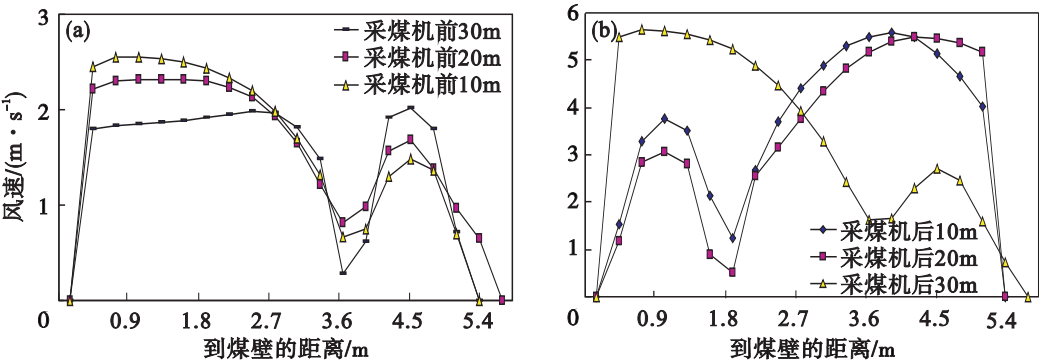 (a)
采煤机前30m
采煤机前20m
采煤机前10m
3
2
1
0
风速/(m·s⁻¹)
0.9 1.8 2.7 3.6 4.5 5.4
到煤壁的距离/m
(b)
6
5
4
3
2
1
0
采煤机后10m
采煤机后20m
采煤机后30m
0.9 1.8 2.7 3.6 4.5 5.4
到煤壁的距离/m